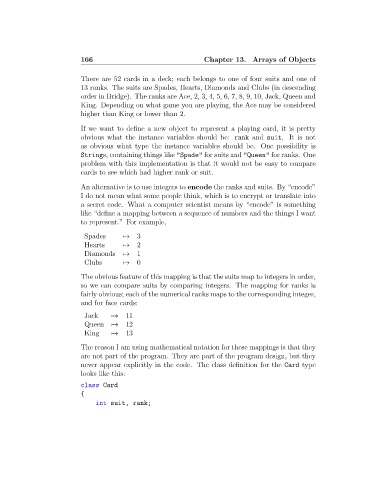 166 Chapter 13. Arrays of Objects
There are 52 cards in a deck; each belongs to one of four suits and one of
13 ranks. The suits are Spades, Hearts, Diamonds and Clubs (in descending
order in Bridge). The ranks are Ace, 2, 3, 4, 5, 6, 7, 8, 9, 10, Jack, Queen and
King. Depending on what game you are playing, the Ace may be considered
higher than King or lower than 2.
If we want to define a new object to represent a playing card, it is pretty
obvious what the instance variables should be: rank and suit. It is not
as obvious what type the instance variables should be. One possibility is
Strings, containing things like "Spade" for suits and "Queen" for ranks. One
problem with this implementation is that it would not be easy to compare
cards to see which had higher rank or suit.
An alternative is to use integers to encode the ranks and suits. By “encode”
I do not mean what some people think, which is to encrypt or translate into
a secret code. What a computer scientist means by “encode” is something
like “define a mapping between a sequence of numbers and the things I want
to represent.” For example,
Spades ↦ 3
Hearts ↦ 2
Diamonds ↦ 1
Clubs ↦ 0
The obvious feature of this mapping is that the suits map to integers in order,
so we can compare suits by comparing integers. The mapping for ranks is
fairly obvious; each of the numerical ranks maps to the corresponding integer,
and for face cards:
Jack ↦ 11
Queen ↦ 12
King ↦ 13
The reason I am using mathematical notation for these mappings is that they
are not part of the program. They are part of the program design, but they
never appear explicitly in the code. The class definition for the Card type
looks like this:
class Card
{
int suit, rank;